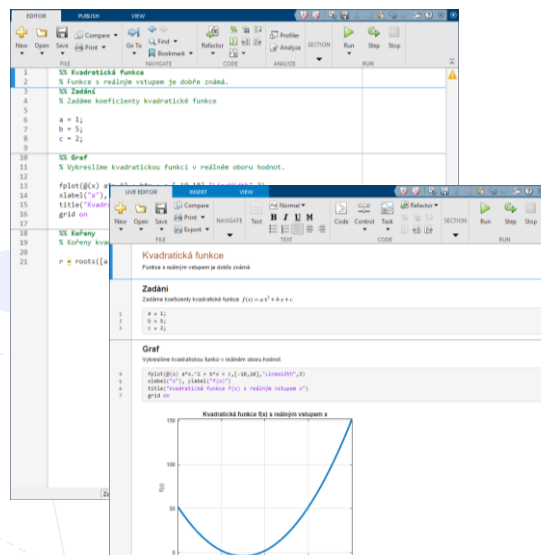 EDITOR PUBLISH VIEW
New Open Save Compare Print Go To Find Bookmark Refactor Profiler Analyze SECTION Run Step Stop
FILE NAVIGATE CODE ANALYZE RUN
1 %% Kvadratická funkce
2 % Funkce s reálným vstupem je dobře známá.
3 %% Zadání
4 % Zadáme koeficienty kvadratické funkce
5
6 a = 1;
7 b = 5;
8 c = 2;
9
10 %% Graf
11 % Vykreslíme kvadratickou funkci v reálném oboru hodnot.
12
13 fplot(@(x)
14 xlabel("x"),
15 title("Kvadr
16 grid on
17
18 %% Kořeny
19 % Kořeny kva
20
21 r = roots([a
LIVE EDITOR INSERT VIEW
New Open Save Compare Print Export NAVIGATE Text Normal B I U M Code Control Task Refactor SECTION Run Step Stop
FILE TEXT CODE RUN
Kvadratická funkce
Funkce s reálným vstupem je dobře známá.
Zadání
Zadáme koeficienty kvadratické funkce f(x) = a x² + b x + c
1 a = 1;
2 b = 5;
3 c = 2;
Graf
Vykreslíme kvadratickou funkci v reálném oboru hodnot.
4 fplot(@(x) a*x.^2 + b*x + c,[-10,10],"LineWidth",3)
5 xlabel("x"), ylabel("f(x)")
6 title("Kvadratická funkce f(x) s reálným vstupem x")
7 grid on
Kvadratická funkce f(x) s reálným vstupem x
150
100
f(x)
50
0